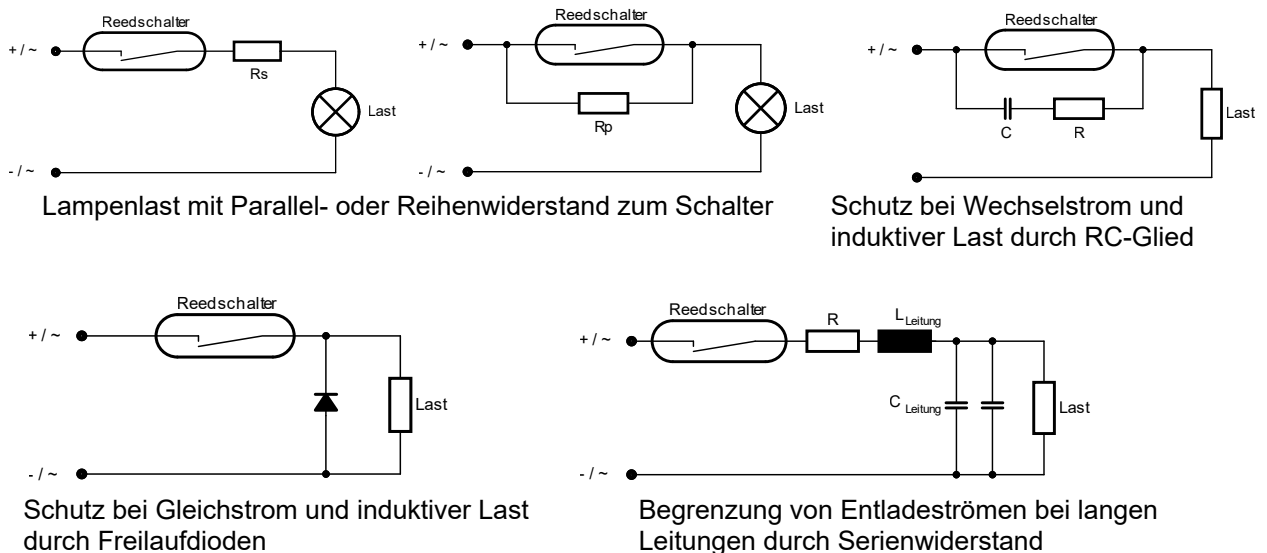 Reedschalter
+ / ~
Rs
Last
- / ~
Reedschalter
+ / ~
Rp
Last
- / ~
Reedschalter
+ / ~
C
R
Last
Lampenlast mit Parallel- oder Reihenwiderstand zum Schalter
Schutz bei Wechselstrom und
induktiver Last durch RC-Glied
Reedschalter
+ / ~
Last
- / ~
Schutz bei Gleichstrom und induktiver Last
durch Freilaufdioden
Reedschalter
+ / ~
R
L Leitung
C Leitung
Last
- / ~
Begrenzung von Entladeströmen bei langen
Leitungen durch Serienwiderstand